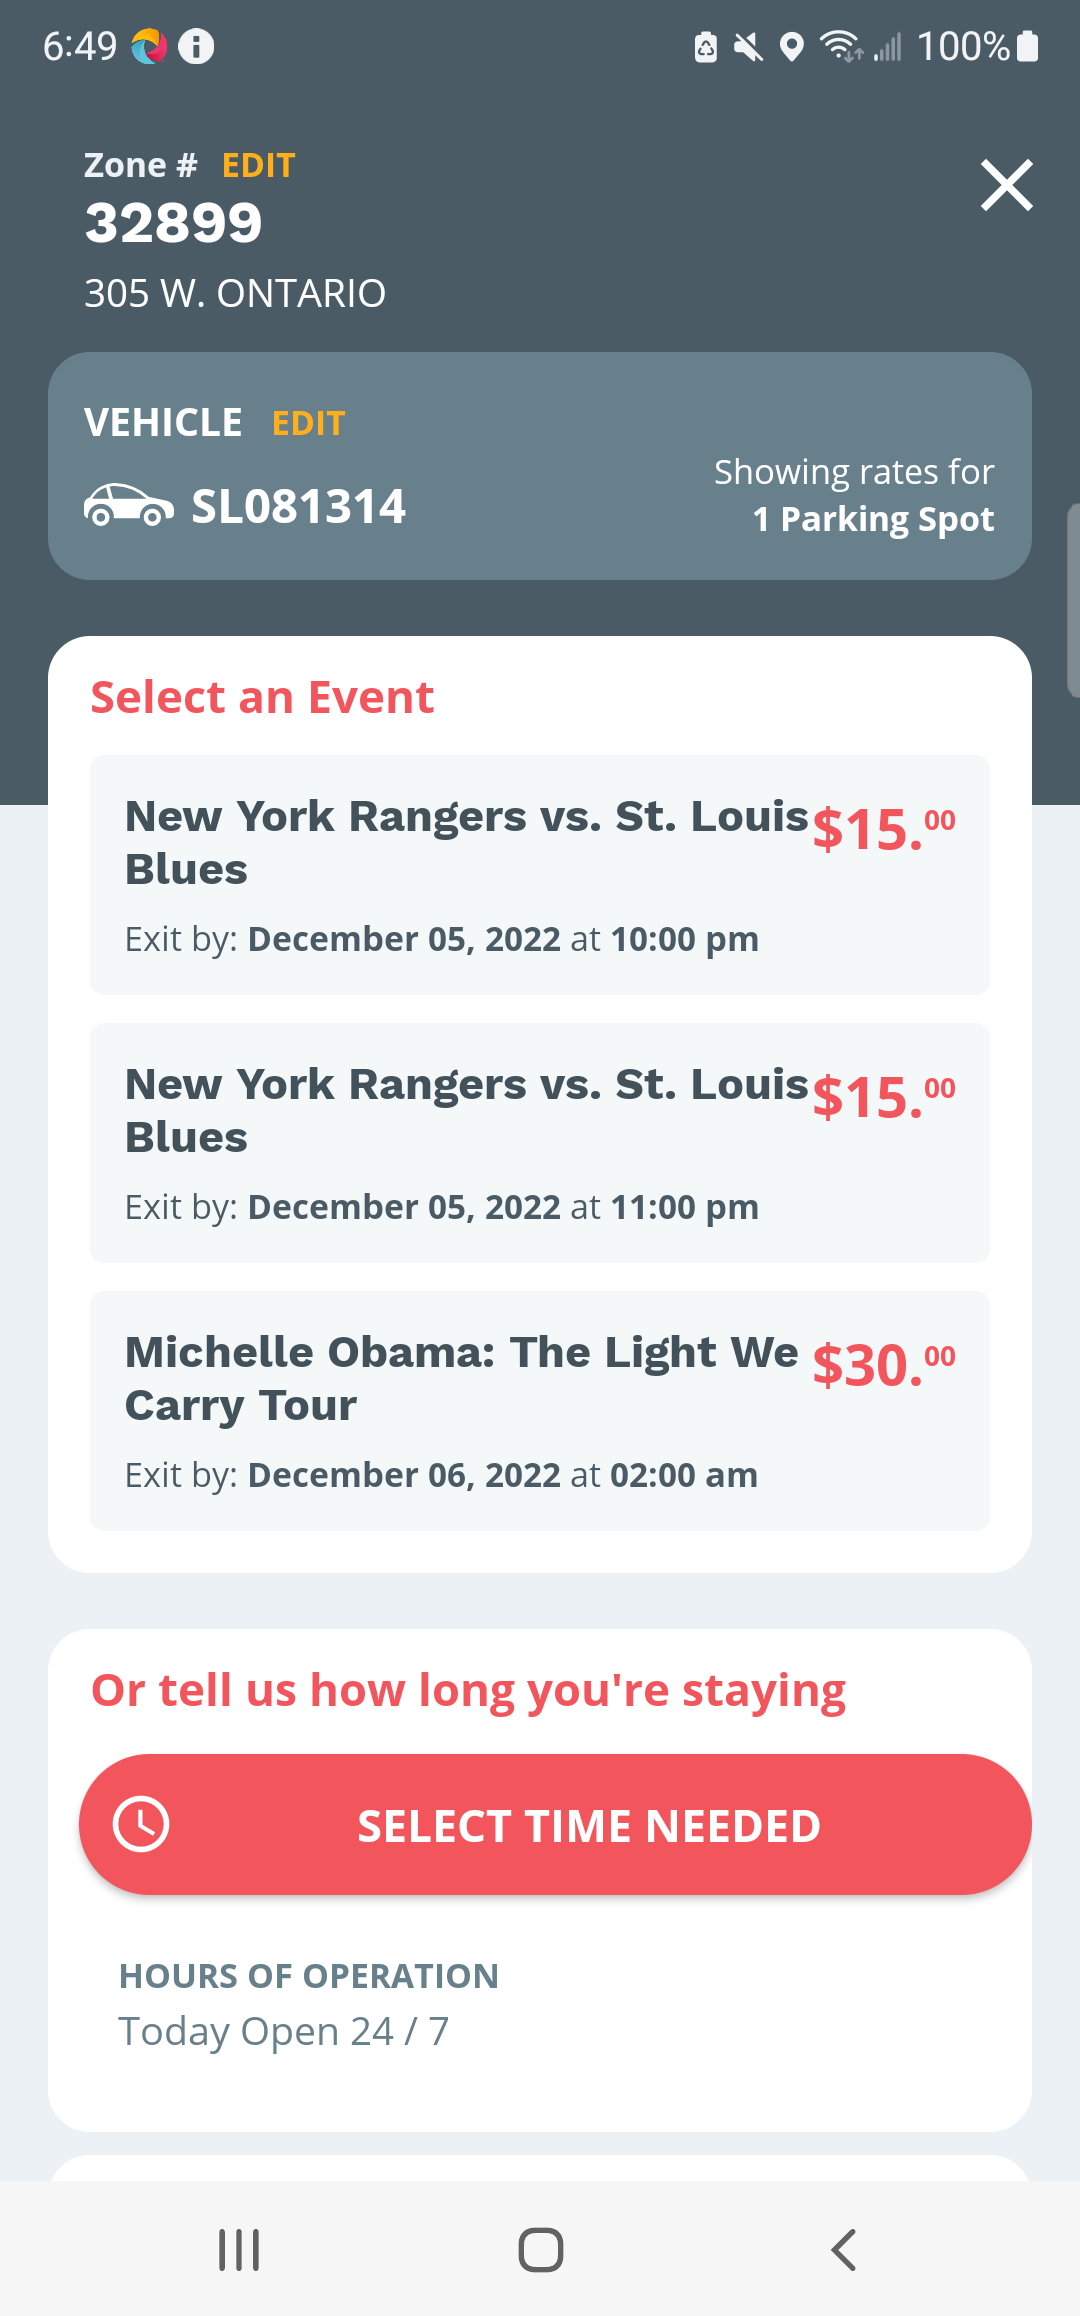 6:49
100%
Zone # EDIT
32899
305 W. ONTARIO
VEHICLE EDIT
SL081314
Showing rates for
1 Parking Spot
Select an Event
New York Rangers vs. St. Louis $15.00
Blues
Exit by: December 05, 2022 at 10:00 pm
New York Rangers vs. St. Louis $15.00
Blues
Exit by: December 05, 2022 at 11:00 pm
Michelle Obama: The Light We $30.00
Carry Tour
Exit by: December 06, 2022 at 02:00 am
Or tell us how long you're staying
SELECT TIME NEEDED
HOURS OF OPERATION
Today Open 24 / 7